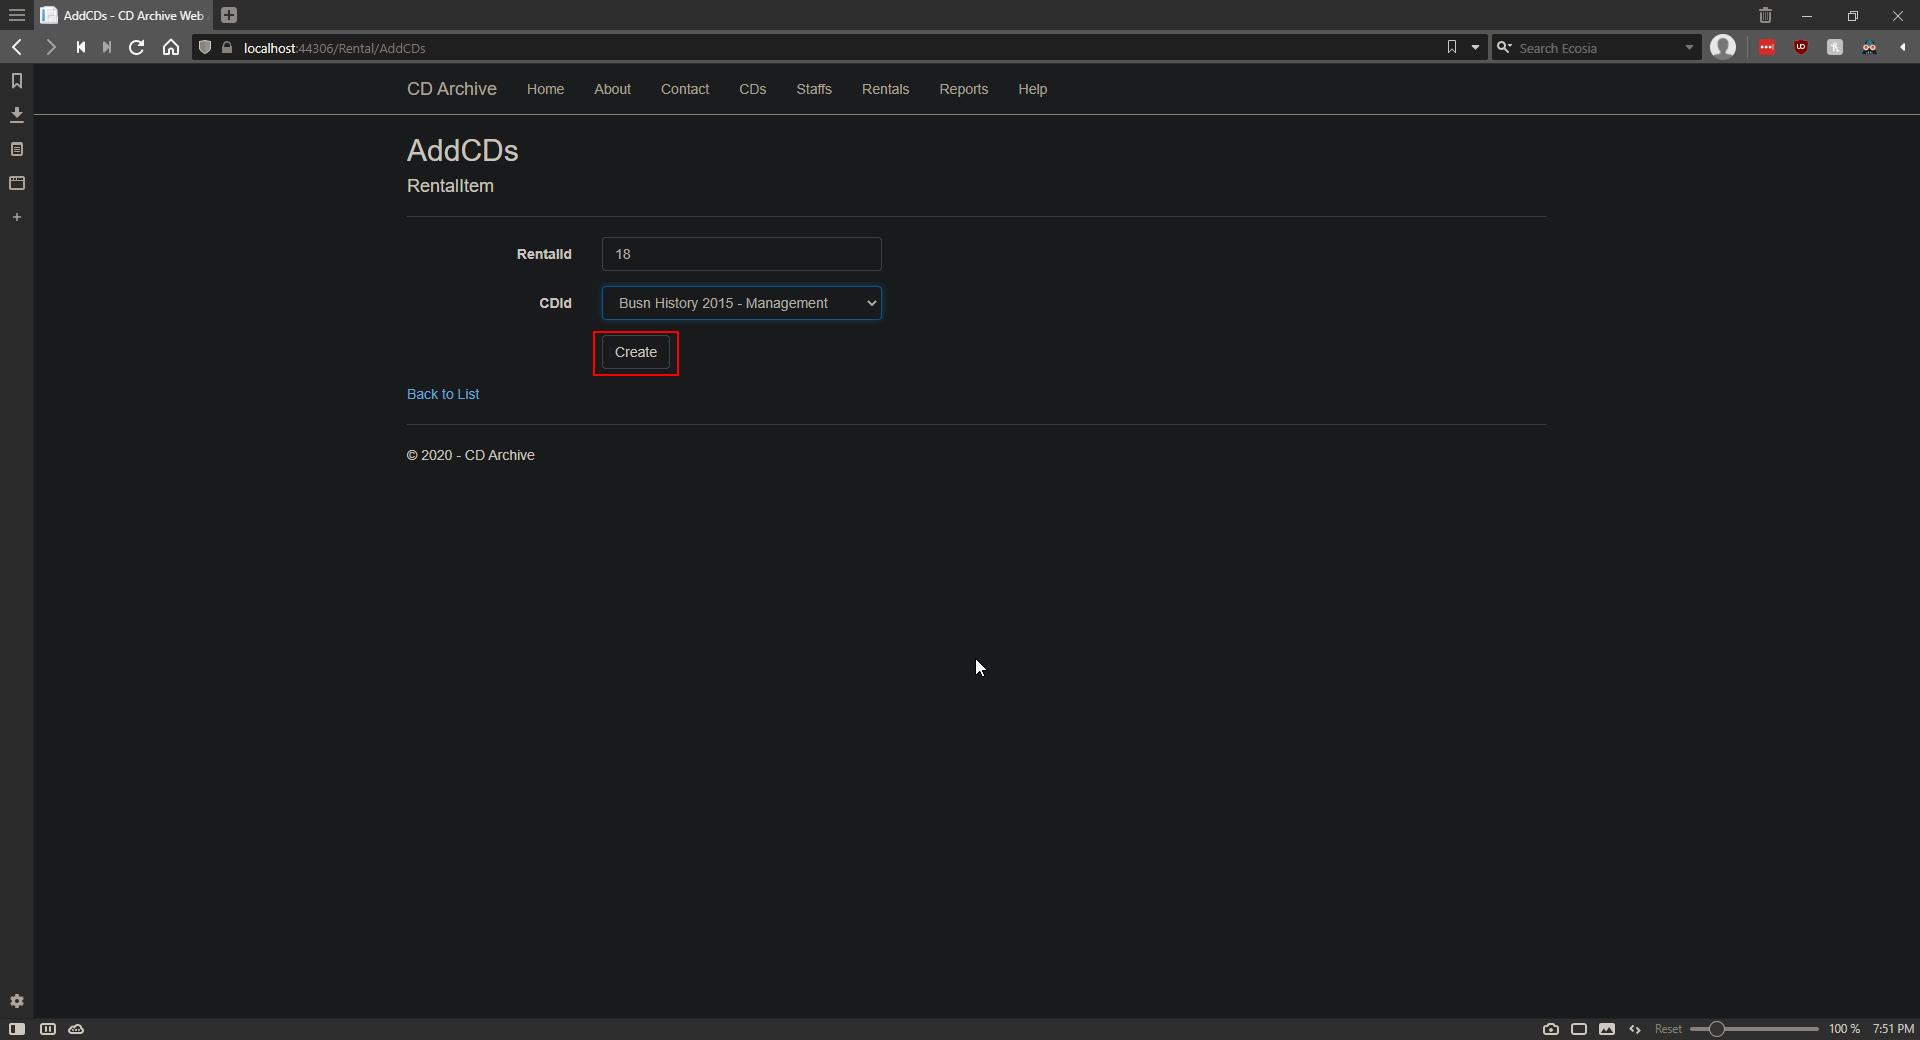 AddCDs - CD Archive Web
localhost:44306/Rental/AddCDs
Search Ecosia
CD Archive Home About Contact CDs Staffs Rentals Reports Help
AddCDs
RentalItem
RentalId 18
CDId Busn History 2015 - Management
Create
Back to List
© 2020 - CD Archive
Reset 100 % 7:51 PM